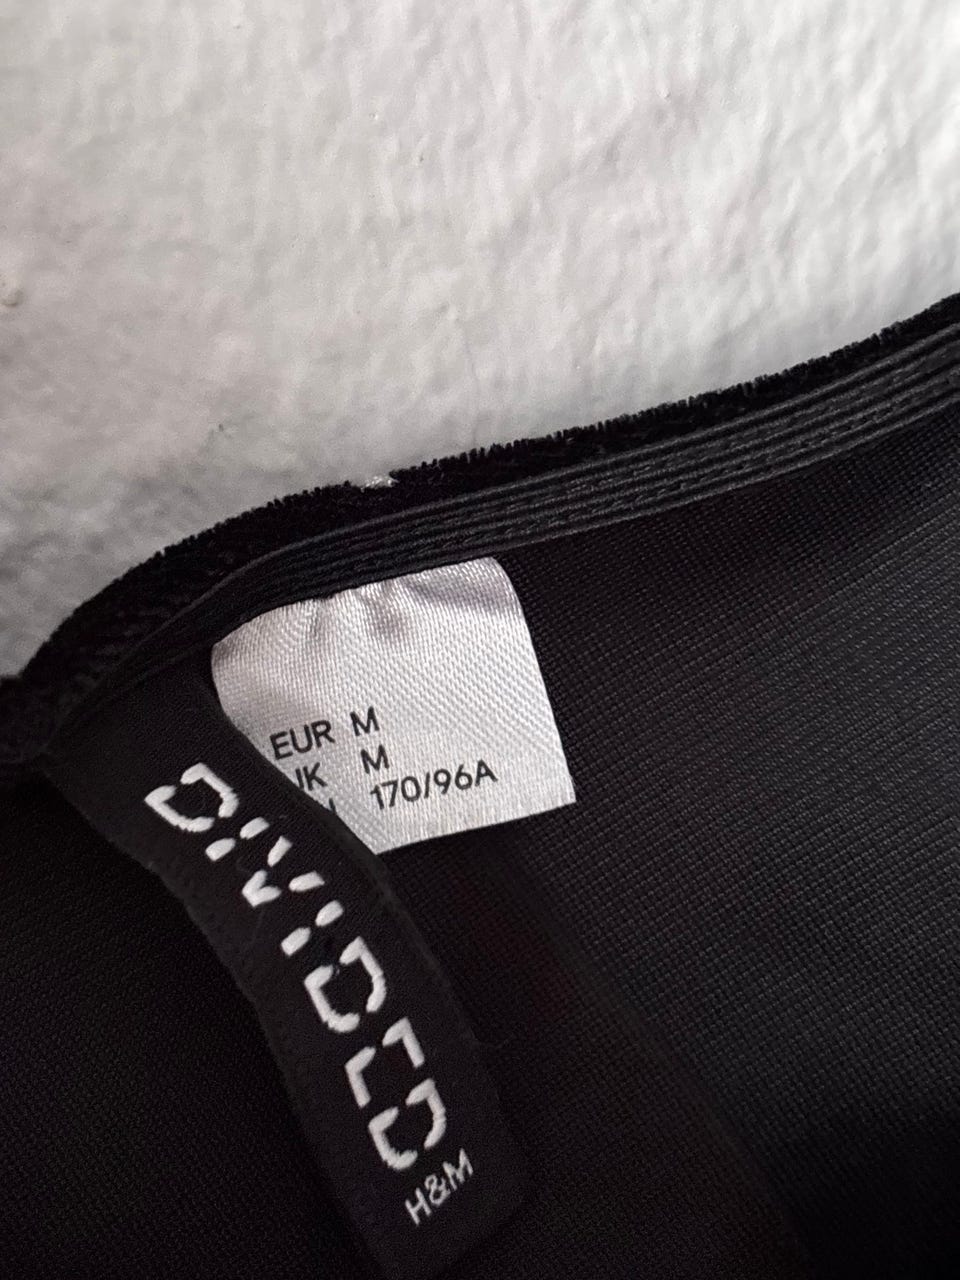 EUR M
UK M
170/96A
DIVIDED
H&M